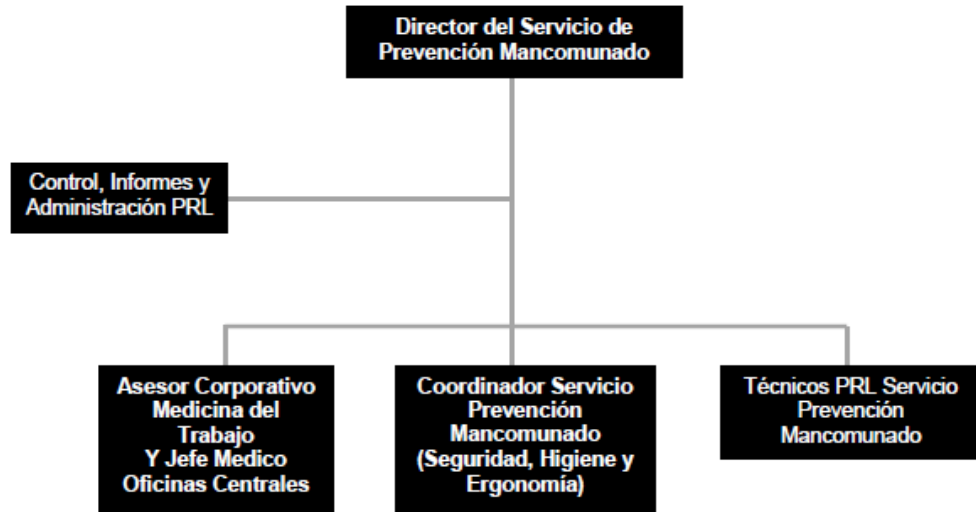 Director del Servicio de
Prevención Mancomunado
Control, Informes y
Administración PRL
Asesor Corporativo
Medicina del
Trabajo
Y Jefe Medico
Oficinas Centrales
Coordinador Servicio
Prevención
Mancomunado
(Seguridad, Higiene y
Ergonomía)
Técnicos PRL Servicio
Prevención
Mancomunado